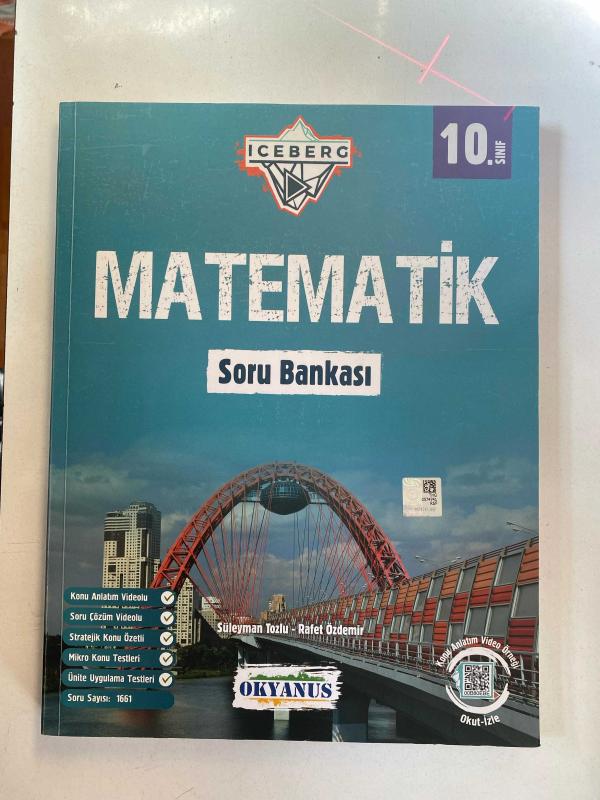 ICEBERG
10.
SINIF
MATEMATİK
Soru Bankası
Konu Anlatım Videolu
Soru Çözüm Videolu
Stratejik Konu Özetli
Mikro Konu Testleri
Ünite Uygulama Testleri
Soru Sayısı: 1661
Süleyman Tozlu - Rafet Özdemir
OKYANUS
Konu Anlatım Video Örneği
Okut-İzle